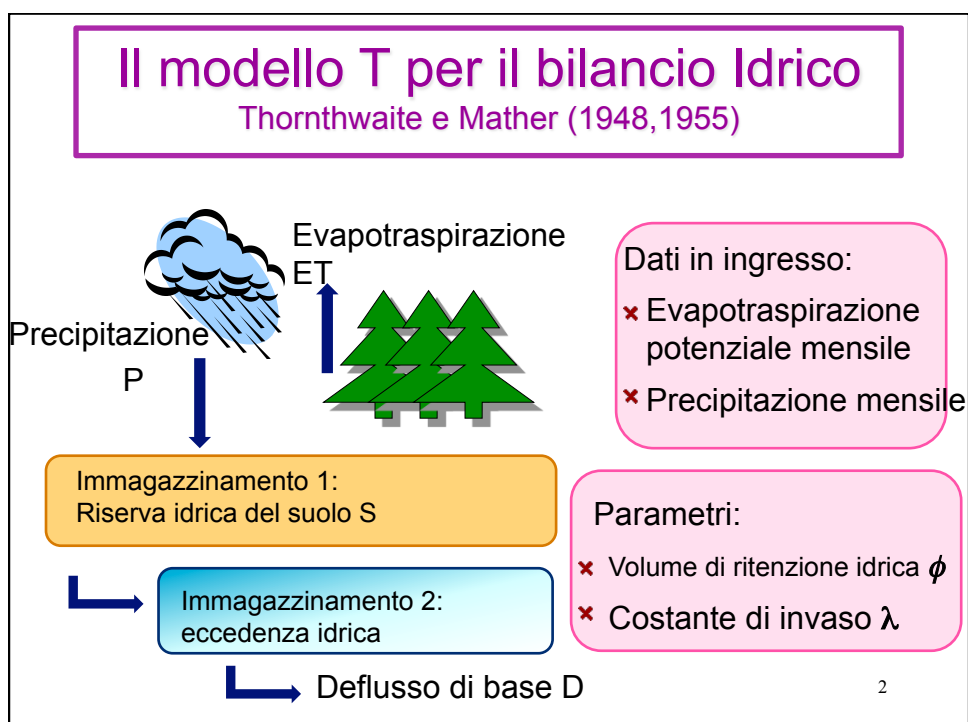 Il modello T per il bilancio Idrico
Thornthwaite e Mather (1948,1955)
Evapotraspirazione
ET
Precipitazione
P
Dati in ingresso:
Evapotraspirazione
potenziale mensile
Precipitazione mensile
Immagazzinamento 1:
Riserva idrica del suolo S
Parametri:
Volume di ritenzione idrica ϕ
Costante di invaso λ
Immagazzinamento 2:
eccedenza idrica
Deflusso di base D
2